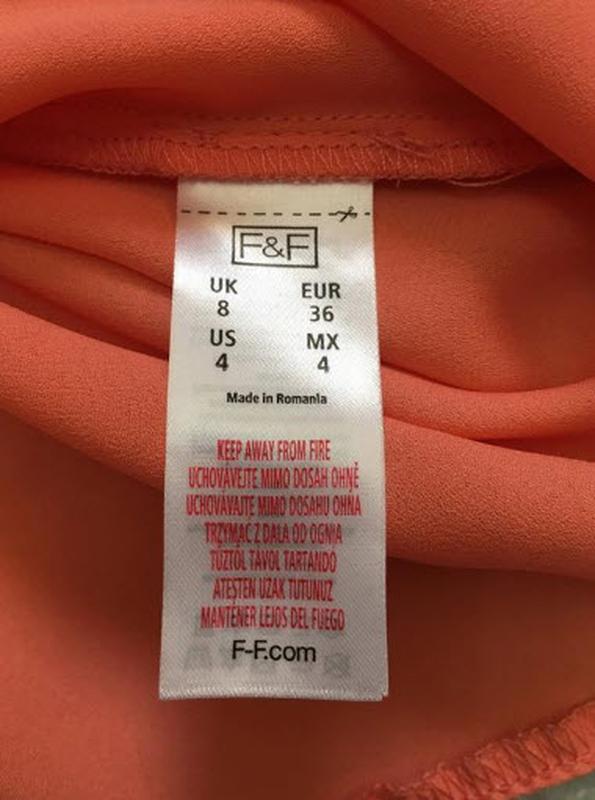 F&F
UK EUR
8 36
US MX
4 4
Made in Romania
KEEP AWAY FROM FIRE
UCHOVÁVEJTE MIMO DOSAH OHNĚ
UCHOVÁVAJTE MIMO DOSAHU OHŇA
TRZYMAĆ Z DALA OD OGNIA
TŰZTŐL TÁVOL TARTANDÓ
ATEŞTEN UZAK TUTUNUZ
MANTENER LEJOS DEL FUEGO
F-F.com